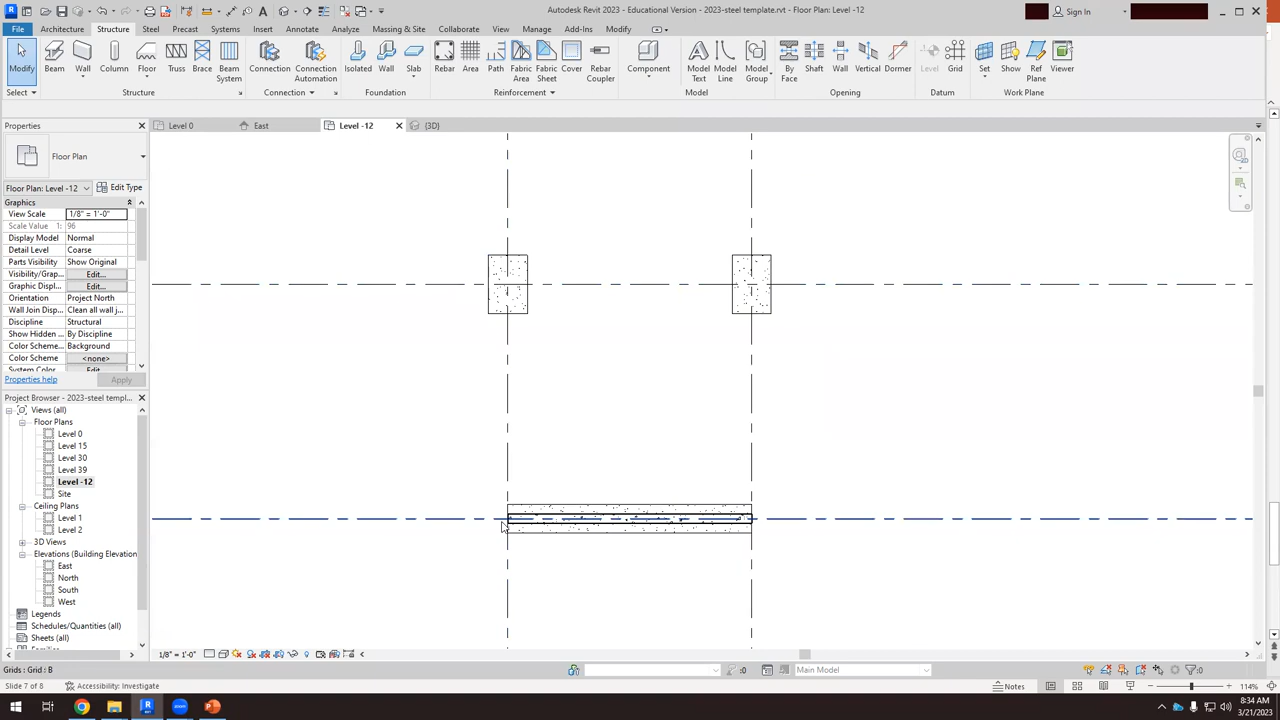 Autodesk Revit 2023 - Educational Version - 2023-steel template.rvt - Floor Plan: Level -12
Sign In
File Architecture Structure Steel Precast Systems Insert Annotate Analyze Massing & Site Collaborate View Manage Add-Ins Modify
Modify Beam Wall Column Floor Truss Brace Beam System Connection Connection Automation Isolated Wall Slab Rebar Area Path Fabric Area Fabric Sheet Cover Rebar Coupler Component Model Text Model Line Model Group By Face Shaft Wall Vertical Dormer Level Grid Set Show Ref Plane Viewer
Select Structure Connection Foundation Reinforcement Model Opening Datum Work Plane
Properties
Level 0
East
Level -12
{3D}
Floor Plan
Floor Plan: Level -12 Edit Type
Graphics
View Scale 1/8" = 1'-0"
Scale Value 1: 96
Display Model Normal
Detail Level Coarse
Parts Visibility Show Original
Visibility/Grap... Edit...
Graphic Displ... Edit...
Orientation Project North
Wall Join Disp... Clean all wall j...
Discipline Structural
Show Hidden ... By Discipline
Color Scheme ... Background
Color Scheme <none>
System Color ... Edit...
Properties help Apply
Project Browser - 2023-steel templ...
Views (all)
Floor Plans
Level 0
Level 15
Level 30
Level 39
Level -12
Site
Ceiling Plans
Level 1
Level 2
3D Views
Elevations (Building Elevation)
East
North
South
West
Legends
Schedules/Quantities (all)
Sheets (all)
1/8" = 1'-0"
Grids : Grid : B
:0
Main Model
:0
Slide 7 of 8 Accessibility: Investigate Notes 114%
8:34 AM
3/21/2023